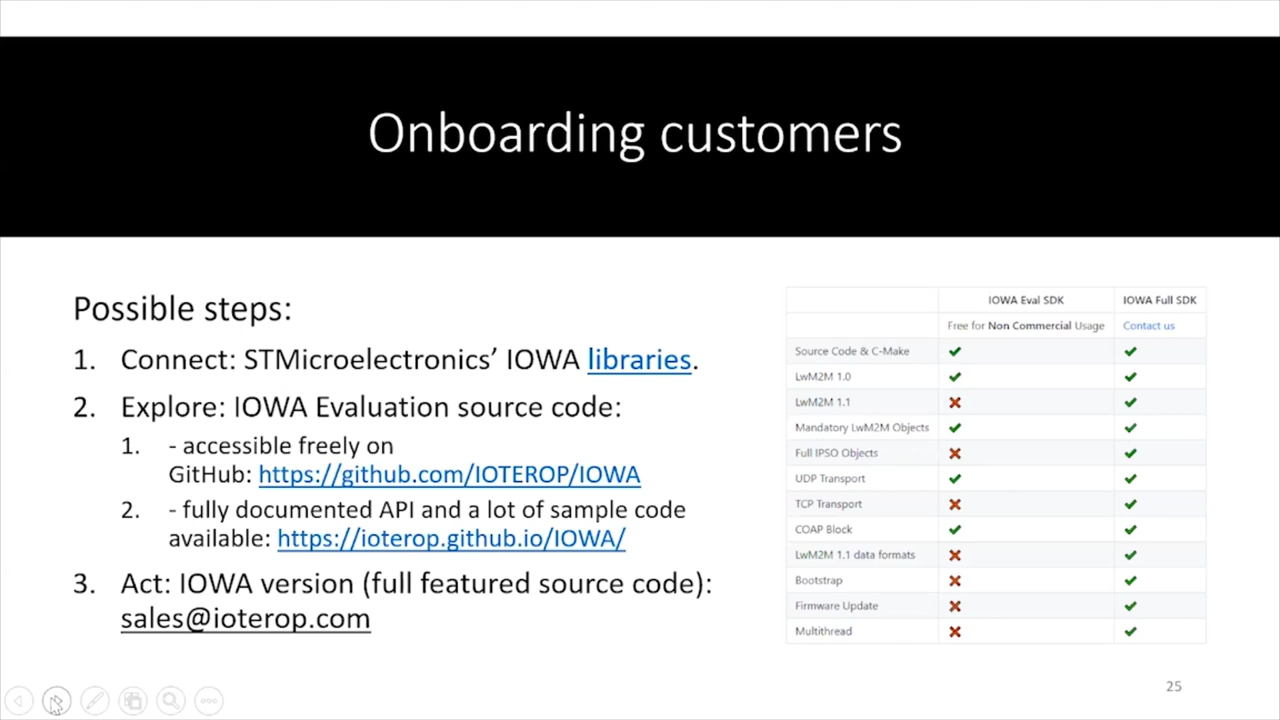 Onboarding customers
Possible steps:
1. Connect: STMicroelectronics’ IOWA libraries.
2. Explore: IOWA Evaluation source code:
1. - accessible freely on
GitHub: https://github.com/IOTEROP/IOWA
2. - fully documented API and a lot of sample code
available: https://ioterop.github.io/IOWA/
3. Act: IOWA version (full featured source code):
sales@ioterop.com
IOWA Eval SDK IOWA Full SDK
Free for Non Commercial Usage Contact us
Source Code & C-Make ✔ ✔
LwM2M 1.0 ✔ ✔
LwM2M 1.1 ✖ ✔
Mandatory LwM2M Objects ✔ ✔
Full IPSO Objects ✖ ✔
UDP Transport ✔ ✔
TCP Transport ✖ ✔
COAP Block ✔ ✔
LwM2M 1.1 data formats ✖ ✔
Bootstrap ✖ ✔
Firmware Update ✖ ✔
Multithread ✖ ✔
25